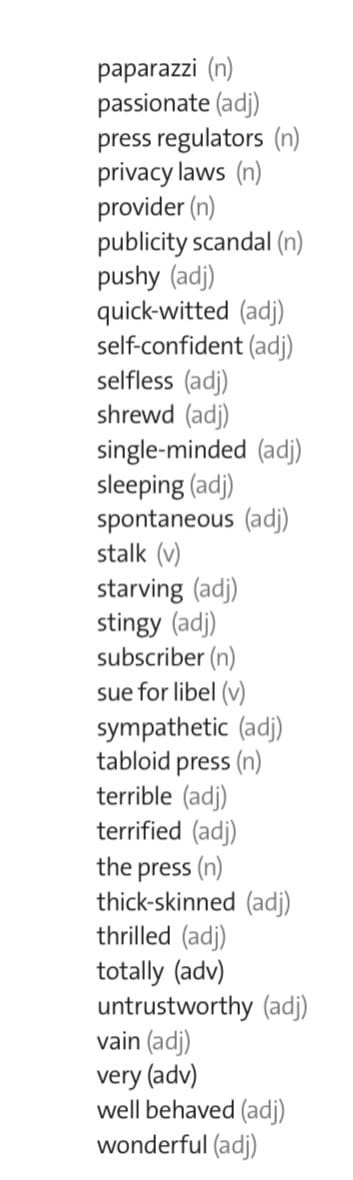 paparazzi (n)
passionate (adj)
press regulators (n)
privacy laws (n)
provider (n)
publicity scandal (n)
pushy (adj)
quick-witted (adj)
self-confident (adj)
selfless (adj)
shrewd (adj)
single-minded (adj)
sleeping (adj)
spontaneous (adj)
stalk (v)
starving (adj)
stingy (adj)
subscriber (n)
sue for libel (v)
sympathetic (adj)
tabloid press (n)
terrible (adj)
terrified (adj)
the press (n)
thick-skinned (adj)
thrilled (adj)
totally (adv)
untrustworthy (adj)
vain (adj)
very (adv)
well behaved (adj)
wonderful (adj)